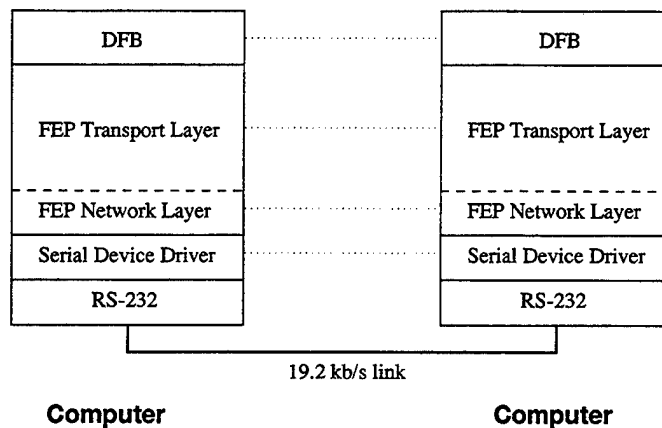 DFB
DFB
FEP Transport Layer
FEP Transport Layer
FEP Network Layer
FEP Network Layer
Serial Device Driver
Serial Device Driver
RS-232
RS-232
19.2 kb/s link
Computer
Computer